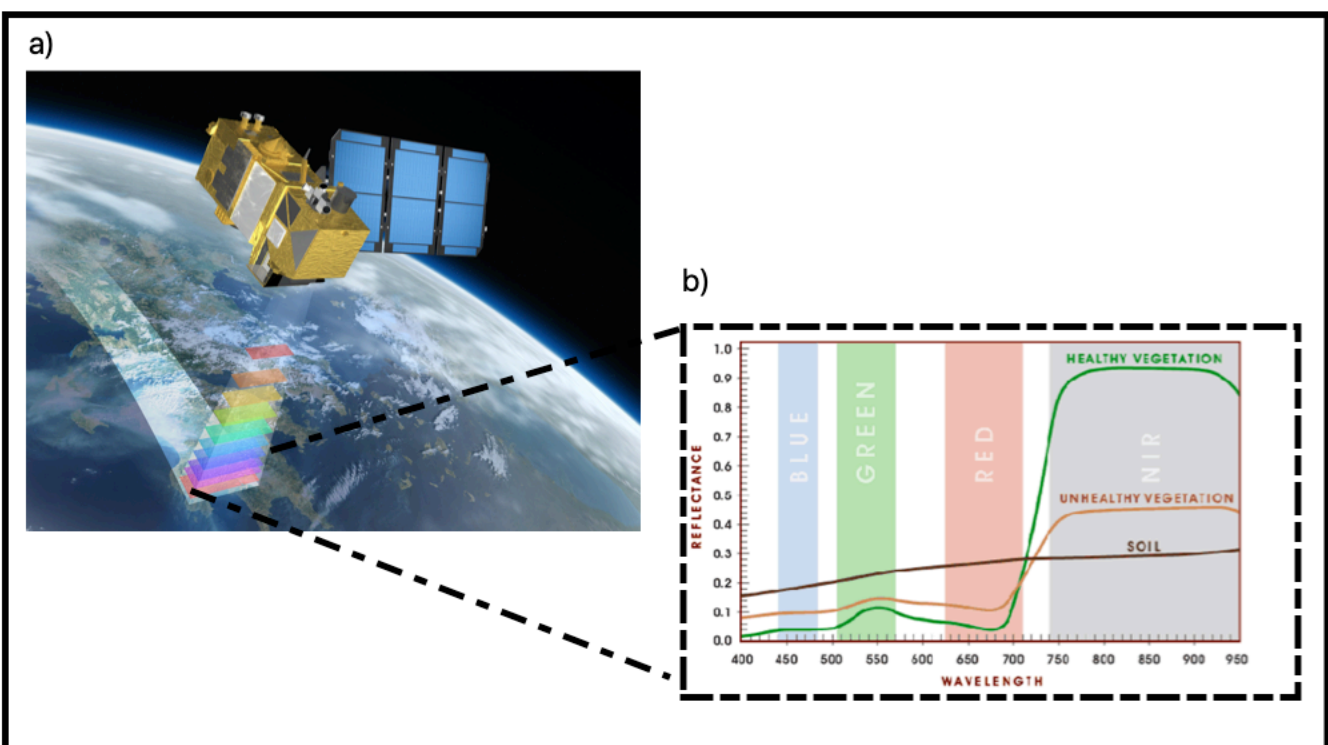 a)
b)
1.0
0.9
0.8
0.7
0.6
0.5
0.4
0.3
0.2
0.1
0.0
REFLECTANCE
BLUE
GREEN
RED
NIR
HEALTHY VEGETATION
UNHEALTHY VEGETATION
SOIL
400 450 500 550 600 650 700 750 800 850 900 950
WAVELENGTH